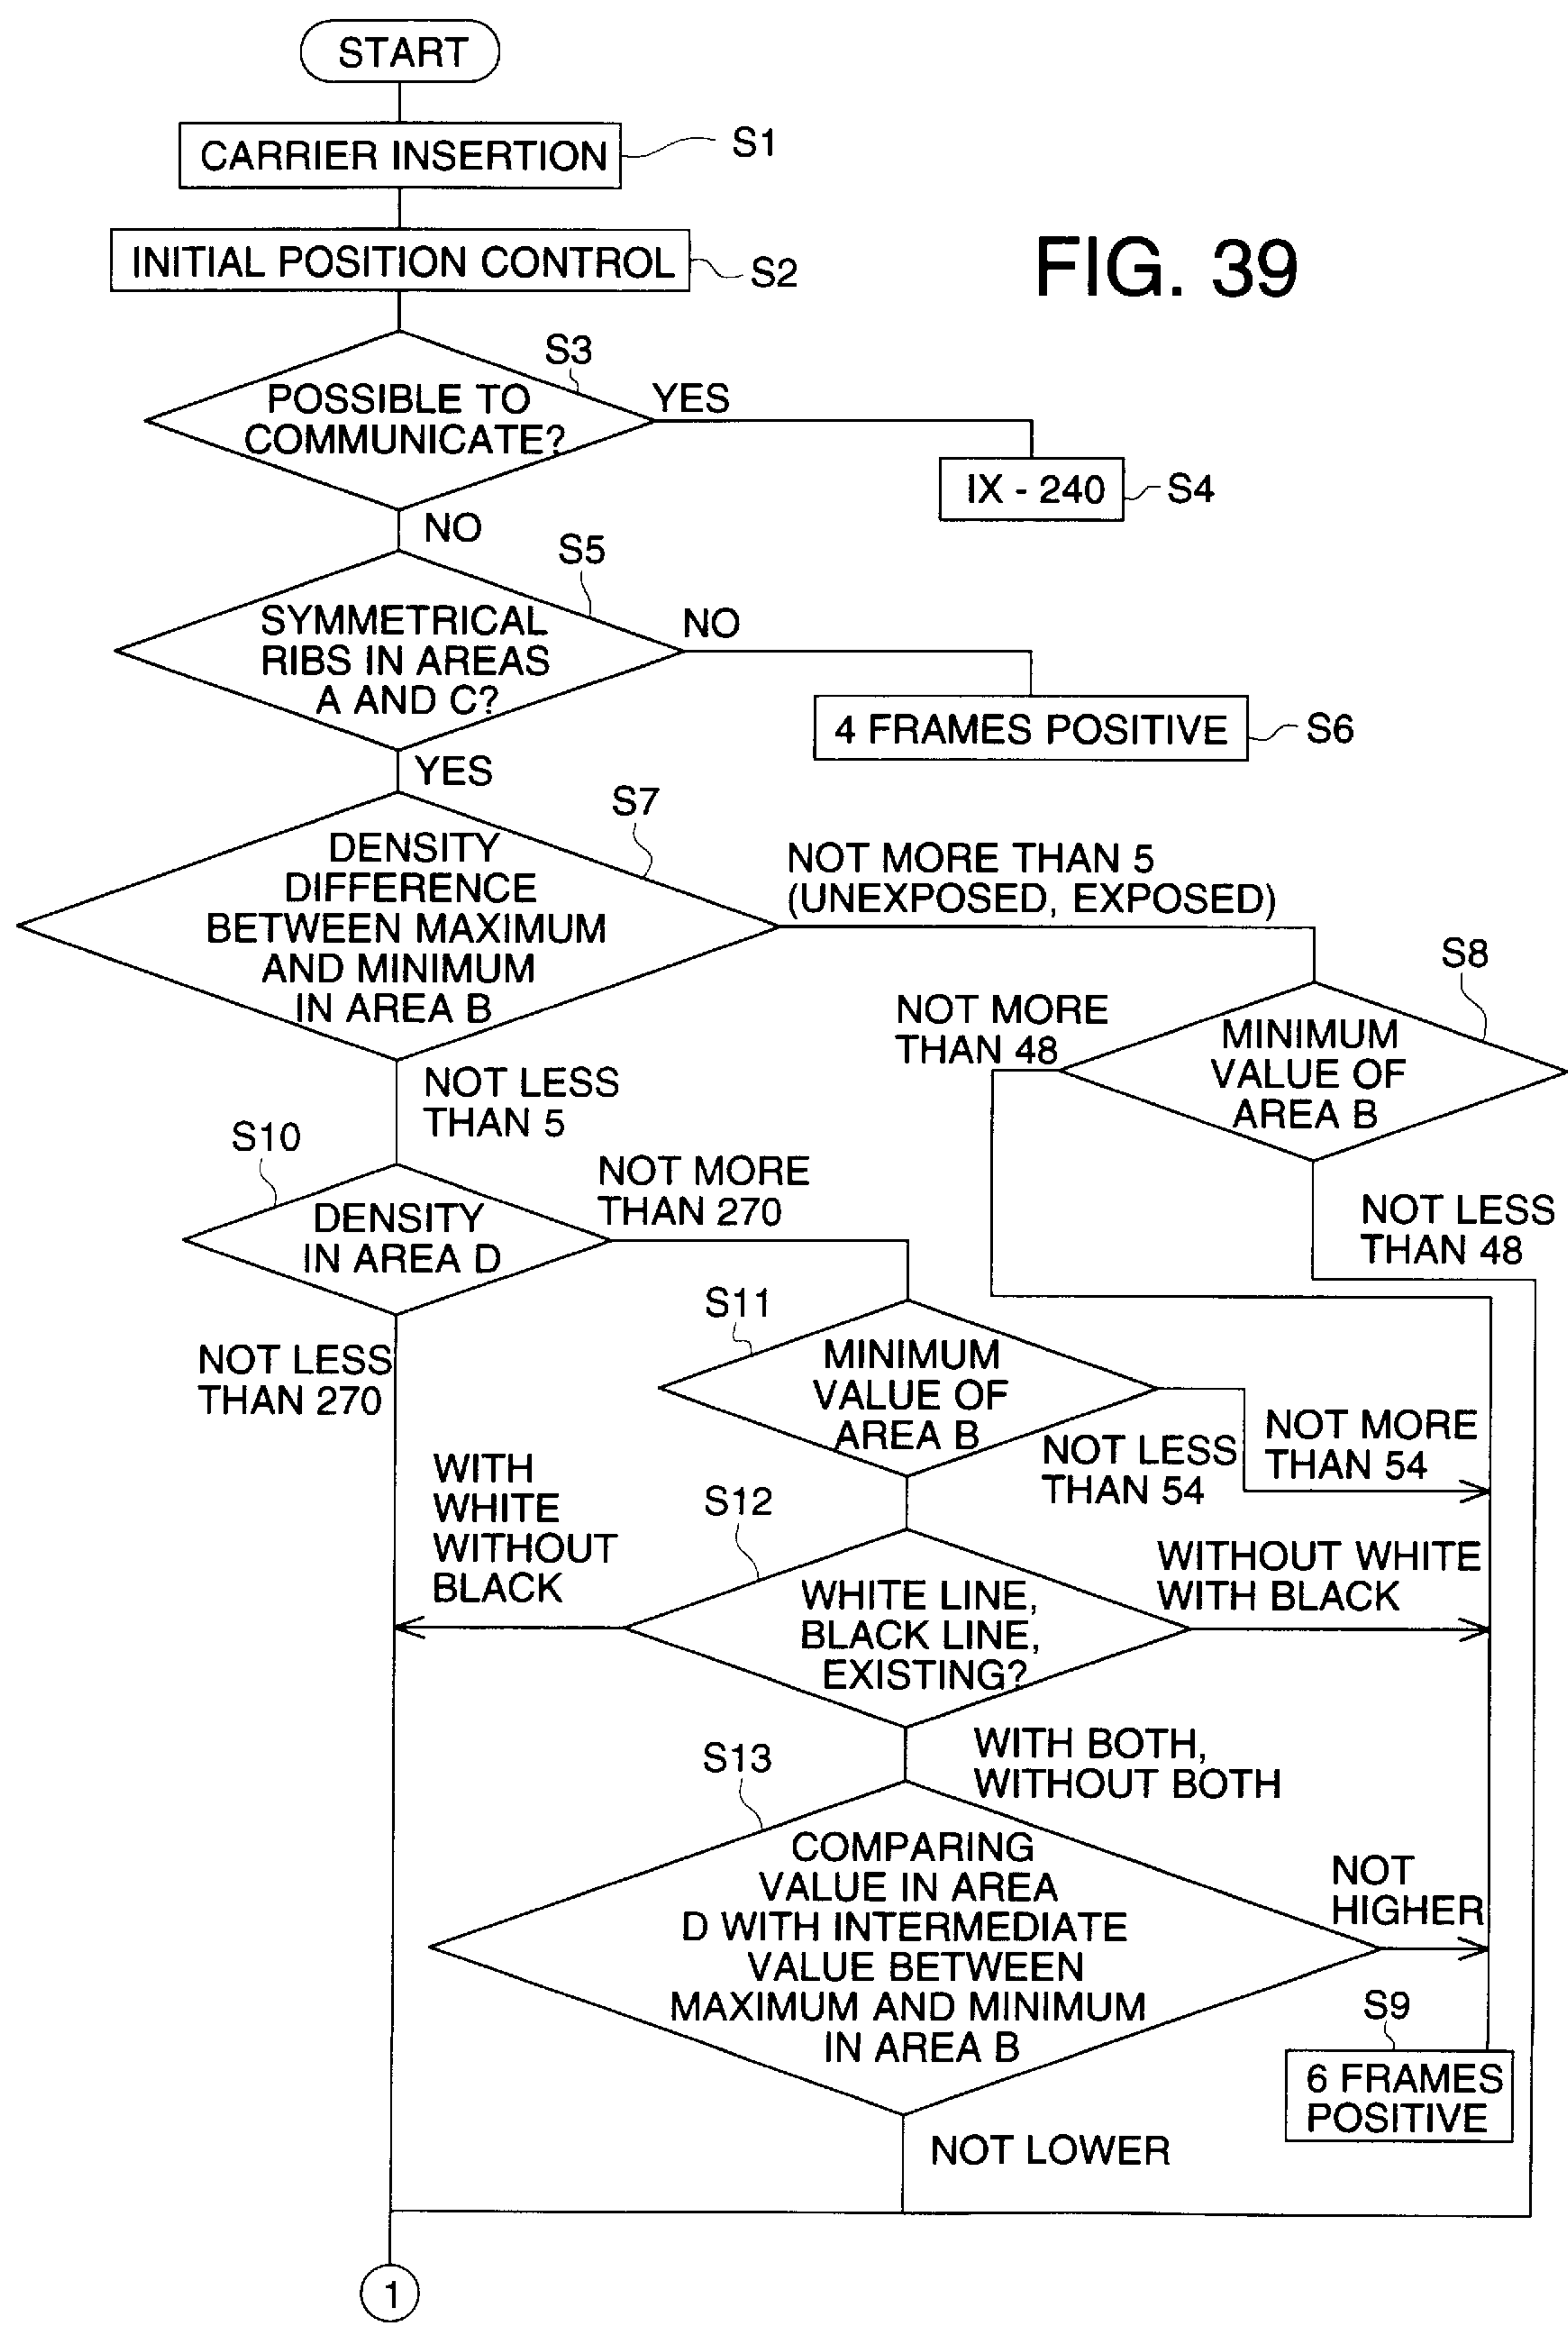 START
CARRIER INSERTION
S1
INITIAL POSITION CONTROL
S2
FIG. 39
S3
POSSIBLE TO
COMMUNICATE?
YES
IX - 240
S4
NO
S5
SYMMETRICAL
RIBS IN AREAS
A AND C?
NO
4 FRAMES POSITIVE
S6
YES
S7
DENSITY
DIFFERENCE
BETWEEN MAXIMUM
AND MINIMUM
IN AREA B
NOT MORE THAN 5
(UNEXPOSED, EXPOSED)
S8
NOT MORE
THAN 48
MINIMUM
VALUE OF
AREA B
NOT LESS
THAN 5
S10
DENSITY
IN AREA D
NOT MORE
THAN 270
NOT LESS
THAN 48
NOT LESS
THAN 270
S11
MINIMUM
VALUE OF
AREA B
NOT LESS
THAN 54
NOT MORE
THAN 54
WITH
WHITE
WITHOUT
BLACK
S12
WHITE LINE,
BLACK LINE,
EXISTING?
WITHOUT WHITE
WITH BLACK
WITH BOTH,
WITHOUT BOTH
S13
COMPARING
VALUE IN AREA
D WITH INTERMEDIATE
VALUE BETWEEN
MAXIMUM AND MINIMUM
IN AREA B
NOT
HIGHER
S9
6 FRAMES
POSITIVE
NOT LOWER
1